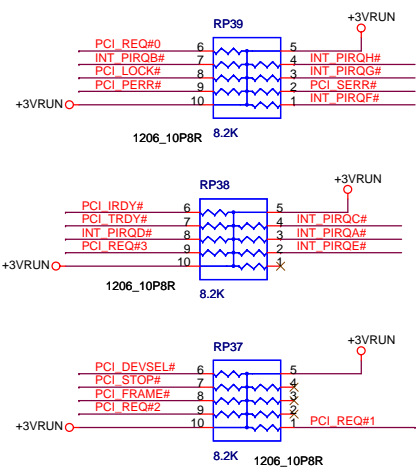 RP39
+3VRUN
PCI_REQ#0 6 5
INT_PIRQB# 7 4 INT_PIRQH#
PCI_LOCK# 8 3 INT_PIRQG#
PCI_PERR# 9 2 PCI_SERR#
+3VRUN 10 1 INT_PIRQF#
1206_10P8R 8.2K
RP38
+3VRUN
PCI_IRDY# 6 5
PCI_TRDY# 7 4 INT_PIRQC#
INT_PIRQD# 8 3 INT_PIRQA#
PCI_REQ#3 9 2 INT_PIRQE#
+3VRUN 10 1
1206_10P8R 8.2K
RP37
+3VRUN
PCI_DEVSEL# 6 5
PCI_STOP# 7 4
PCI_FRAME# 8 3
PCI_REQ#2 9 2
+3VRUN 10 1 PCI_REQ#1
8.2K 1206_10P8R